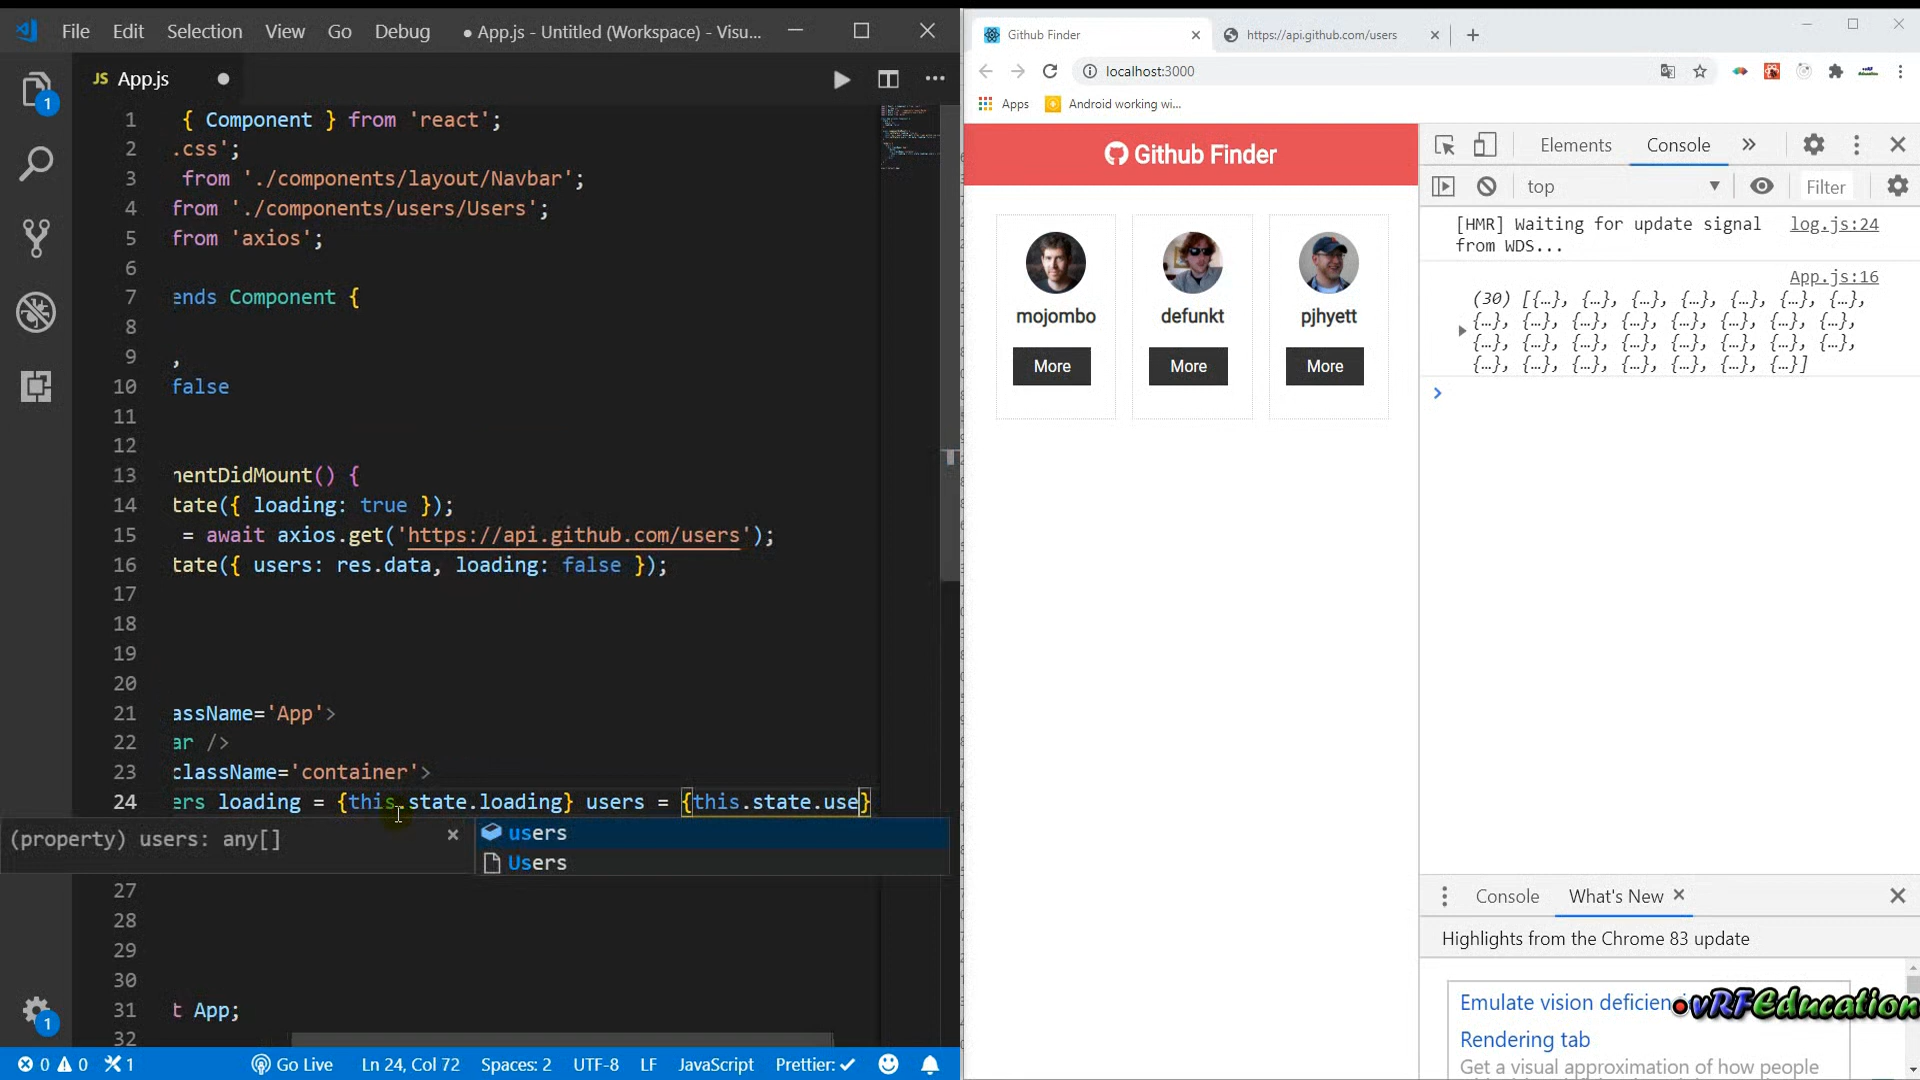 File Edit Selection View Go Debug ● App.js - Untitled (Workspace) - Visu...
JS App.js
1 { Component } from 'react';
2 .css';
3 from './components/layout/Navbar';
4 from './components/users/Users';
5 from 'axios';
6
7 ends Component {
8
9 ,
10 false
11
12
13 nentDidMount() {
14 tate({ loading: true });
15 = await axios.get('https://api.github.com/users');
16 tate({ users: res.data, loading: false });
17
18
19
20
21 assName='App'>
22 ar />
23 className='container'>
24 ers loading = {this.state.loading} users = {this.state.use}
(property) users: any[] ×
users
Users
27
28
29
30
31 t App;
32
1
1
0 0 1 Go Live Ln 24, Col 72 Spaces: 2 UTF-8 LF JavaScript Prettier: ✓
Github Finder × https://api.github.com/users × +
localhost:3000
Apps Android working wi...
Github Finder
mojombo defunkt pjhyett
More More More
Elements Console »
top Filter
[HMR] Waiting for update signal log.js:24
from WDS...
App.js:16
(30) [{…}, {…}, {…}, {…}, {…}, {…}, {…},
{…}, {…}, {…}, {…}, {…}, {…}, {…}, {…},
{…}, {…}, {…}, {…}, {…}, {…}, {…}, {…},
{…}, {…}, {…}, {…}, {…}, {…}, {…}]
Console What's New ×
Highlights from the Chrome 83 update
Emulate vision deficien
vRFEducation
Rendering tab
Get a visual approximation of how people